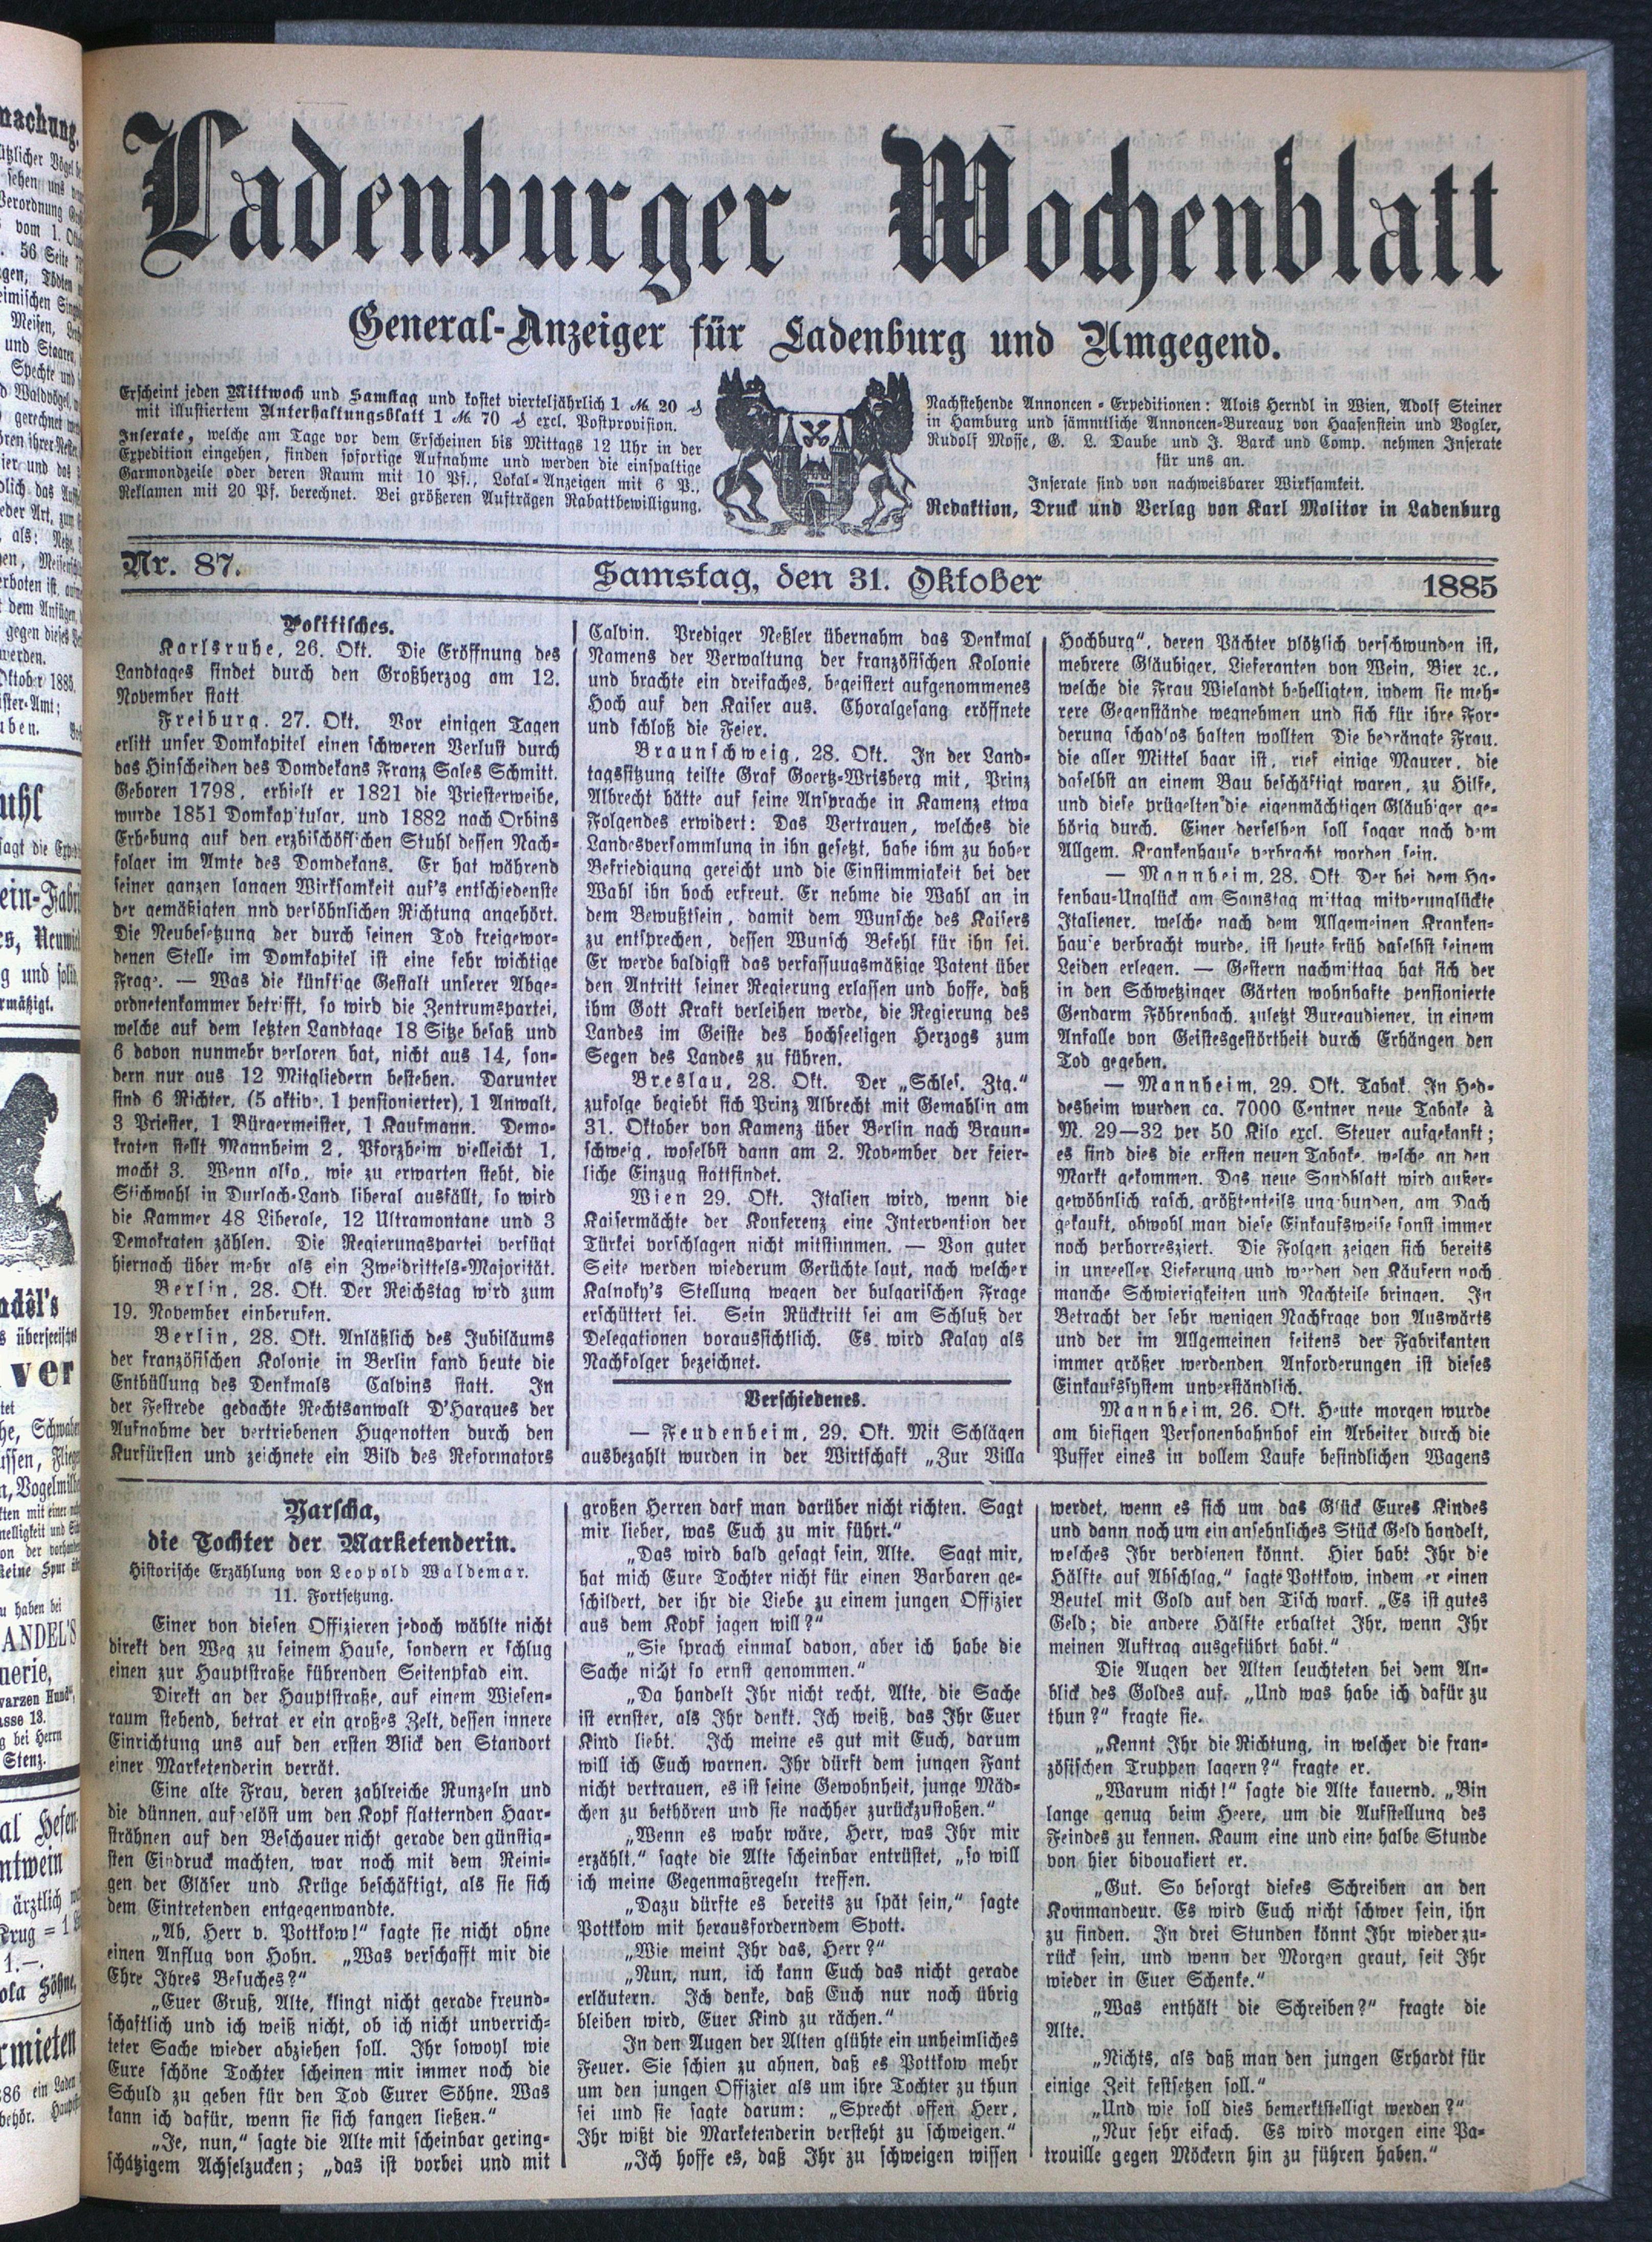 Ladenburger Wochenblatt
General-Anzeiger für Ladenburg und Umgegend.
Erscheint jeden Mittwoch und Samstag und kostet vierteljährlich 1 ℳ 20 ₰
mit illustriertem Unterhaltungsblatt 1 ℳ 70 ₰ excl. Postprovision.
Inserate, welche am Tage vor dem Erscheinen bis Mittags 12 Uhr in der
Expedition eingehen, finden sofortige Aufnahme und werden die einspaltige
Garmondzeile oder deren Raum mit 10 Pf., Lokal-Anzeigen mit 6 P.,
Reklamen mit 20 Pf. berechnet. Bei größeren Aufträgen Rabattbewilligung.
Nachstehende Annoncen-Expeditionen: Alois Herndl in Wien, Adolf Steiner
in Hamburg und sämmtliche Annoncen-Bureaux von Haasenstein und Vogler,
Rudolf Mosse, G. L. Daube und J. Barck und Comp. nehmen Inserate
für uns an.
Inserate sind von nachweisbarer Wirksamkeit.
Redaktion, Druck und Verlag von Karl Molitor in Ladenburg
Nr. 87. Samstag, den 31. Oktober 1885
Politisches.
Karlsruhe, 26. Okt. Die Eröffnung des
Landtages findet durch den Großherzog am 12.
November statt
Freiburg. 27. Okt. Vor einigen Tagen
erlitt unser Domkapitel einen schweren Verlust durch
das Hinscheiden des Domdekans Franz Sales Schmitt.
Geboren 1798, erhielt er 1821 die Priesterweihe,
wurde 1851 Domkapitular, und 1882 nach Orbins
Erhebung auf den erzbischöflichen Stuhl dessen Nach-
folger im Amte des Domdekans. Er hat während
seiner ganzen langen Wirksamkeit auf's entschiedenste
der gemäßigten nnd versöhnlichen Richtung angehört.
Die Neubesetzung der durch seinen Tod freigewor-
denen Stelle im Domkapitel ist eine sehr wichtige
Frage. — Was die künftige Gestalt unserer Abge-
ordnetenkammer betrifft, so wird die Zentrumspartei,
welche auf dem letzten Landtage 18 Sitze besaß und
6 davon nunmehr verloren hat, nicht aus 14, son-
dern nur aus 12 Mitgliedern bestehen. Darunter
sind 6 Richter, (5 aktive, 1 pensionierter), 1 Anwalt,
3 Priester, 1 Bürgermeister, 1 Kaufmann. Demo-
kraten stellt Mannheim 2, Pforzheim vielleicht 1,
macht 3. Wenn also, wie zu erwarten steht, die
Stichwahl in Durlach-Land liberal ausfällt, so wird
die Kammer 48 Liberale, 12 Ultramontane und 3
Demokraten zählen. Die Regierungspartei verfügt
hiernach über mehr als ein Zweidrittels-Majorität.
Berlin, 28. Okt. Der Reichstag wird zum
19. November einberufen.
Berlin, 28. Okt. Anläßlich des Jubiläums
der französischen Kolonie in Berlin fand heute die
Enthüllung des Denkmals Calvins statt. In
der Festrede gedachte Rechtsanwalt D'Harques der
Aufnahme der vertriebenen Hugenotten durch den
Kurfürsten und zeichnete ein Bild des Reformators
Calvin. Prediger Neßler übernahm das Denkmal
Namens der Verwaltung der französischen Kolonie
und brachte ein dreifaches, begeistert aufgenommenes
Hoch auf den Kaiser aus. Choralgesang eröffnete
und schloß die Feier.
Braunschweig, 28. Okt. In der Land-
tagssitzung teilte Graf Goertz-Wrisberg mit, Prinz
Albrecht hätte auf seine Ansprache in Kamenz etwa
Folgendes erwidert: Das Vertrauen, welches die
Landesversammlung in ihn gesetzt, habe ihm zu hoher
Befriedigung gereicht und die Einstimmigkeit bei der
Wahl ihn hoch erfreut. Er nehme die Wahl an in
dem Bewußtsein, damit dem Wunsche des Kaisers
zu entsprechen, dessen Wunsch Befehl für ihn sei.
Er werde baldigst das verfassuugsmäßige Patent über
den Antritt seiner Regierung erlassen und hoffe, daß
ihm Gott Kraft verleihen werde, die Regierung des
Landes im Geiste des hochseeligen Herzogs zum
Segen des Landes zu führen.
Breslau, 28. Okt. Der „Schles. Ztg.“
zufolge begiebt sich Prinz Albrecht mit Gemahlin am
31. Oktober von Kamenz über Berlin nach Braun-
schweig, woselbst dann am 2. November der feier-
liche Einzug stattfindet.
Wien 29. Okt. Italien wird, wenn die
Kaisermächte der Konferenz eine Intervention der
Türkei vorschlagen nicht mitstimmen. — Von guter
Seite werden wiederum Gerüchte laut, nach welcher
Kalnoky's Stellung wegen der bulgarischen Frage
erschüttert sei. Sein Rücktritt sei am Schluß der
Delegationen voraussichtlich. Es wird Kalay als
Nachfolger bezeichnet.
Verschiedenes.
— Feudenheim, 29. Okt. Mit Schlägen
ausbezahlt wurden in der Wirtschaft „Zur Villa
Hochburg“, deren Pächter plötzlich verschwunden ist,
mehrere Gläubiger, Lieferanten von Wein, Bier ꝛc.,
welche die Frau Wielandt behelligten, indem sie meh-
rere Gegenstände wegnehmen und sich für ihre For-
derung schadlos halten wollten Die bedrängte Frau,
die aller Mittel baar ist, rief einige Maurer, die
daselbst an einem Bau beschäftigt waren, zu Hilfe,
und diese prügelten die eigenmächtigen Gläubiger ge-
hörig durch. Einer derselben soll sogar nach dem
Allgem. Krankenhause verbracht worden sein.
— Mannheim, 28. Okt Der bei dem Ha-
fenbau-Unglück am Samstag mittag mitverunglückte
Italiener, welche nach dem Allgemeinen Kranken-
hause verbracht wurde, ist heute früh daselbst seinem
Leiden erlegen. — Gestern nachmittag hat sich der
in den Schwetzinger Gärten wohnhafte pensionierte
Gendarm Föhrenbach, zuletzt Bureaudiener, in einem
Anfalle von Geistesgestörtheit durch Erhängen den
Tod gegeben.
— Mannheim, 29. Okt. Tabak. In Hed-
desheim wurden ca. 7000 Centner neue Tabake à
M. 29—32 per 50 Kilo excl. Steuer aufgekanft;
es sind dies die ersten neuen Tabake, welche an den
Markt gekommen. Das neue Sandblatt wird außer-
gewöhnlich rasch, größtenteils ungebunden, am Dach
gekauft, obwohl man diese Einkaufsweise sonst immer
noch perhorresziert. Die Folgen zeigen sich bereits
in unreeller Lieferung und werden den Käufern noch
manche Schwierigkeiten und Nachteile bringen. In
Betracht der sehr wenigen Nachfrage von Auswärts
und der im Allgemeinen seitens der Fabrikanten
immer größer werdenden Anforderungen ist dieses
Einkaufssystem unverständlich.
Mannheim, 26. Okt. Heute morgen wurde
am hiesigen Personenbahnhof ein Arbeiter durch die
Puffer eines in vollem Laufe befindlichen Wagens
Yarscha,
die Tochter der Marketenderin.
Historische Erzählung von Leopold Waldemar.
11. Fortsetzung.
Einer von diesen Offizieren jedoch wählte nicht
direkt den Weg zu seinem Hause, sondern er schlug
einen zur Hauptstraße führenden Seitenpfad ein.
Direkt an der Hauptstraße, auf einem Wiesen-
raum stehend, betrat er ein großes Zelt, dessen innere
Einrichtung uns auf den ersten Blick den Standort
einer Marketenderin verrät.
Eine alte Frau, deren zahlreiche Runzeln und
die dünnen, aufgelöst um den Kopf flatternden Haar-
strähnen auf den Beschauer nicht gerade den günstig-
sten Eindruck machten, war noch mit dem Reini-
gen der Gläser und Krüge beschäftigt, als sie sich
dem Eintretenden entgegenwandte.
„Ah, Herr v. Pottkow!“ sagte sie nicht ohne
einen Anflug von Hohn. „Was verschafft mir die
Ehre Ihres Besuches?“
„Euer Gruß, Alte, klingt nicht gerade freund-
schaftlich und ich weiß nicht, ob ich nicht unverrich-
teter Sache wieder abziehen soll. Ihr sowohl wie
Eure schöne Tochter scheinen mir immer noch die
Schuld zu geben für den Tod Eurer Söhne. Was
kann ich dafür, wenn sie sich fangen ließen.“
„Je, nun,“ sagte die Alte mit scheinbar gering-
schätzigem Achselzucken; „das ist vorbei und mit
großen Herren darf man darüber nicht richten. Sagt
mir lieber, was Euch zu mir führt.“
„Das wird bald gesagt sein, Alte. Sagt mir,
hat mich Eure Tochter nicht für einen Barbaren ge-
schildert, der ihr die Liebe zu einem jungen Offizier
aus dem Kopf jagen will?“
„Sie sprach einmal davon, aber ich habe die
Sache nicht so ernst genommen.“
„Da handelt Ihr nicht recht, Alte, die Sache
ist ernster, als Ihr denkt. Ich weiß, das Ihr Euer
Kind liebt. Ich meine es gut mit Euch, darum
will ich Euch warnen. Ihr dürft dem jungen Fant
nicht vertrauen, es ist seine Gewohnheit, junge Mäd-
chen zu bethören und sie nachher zurückzustoßen.“
„Wenn es wahr wäre, Herr, was Ihr mir
erzählt,“ sagte die Alte scheinbar entrüstet, „so will
ich meine Gegenmaßregeln treffen.
„Dazu dürfte es bereits zu spät sein,“ sagte
Pottkow mit herausforderndem Spott.
„Wie meint Ihr das, Herr?“
„Nun, nun, ich kann Euch das nicht gerade
erläutern. Ich denke, daß Euch nur noch übrig
bleiben wird, Euer Kind zu rächen.“
In den Augen der Alten glühte ein unheimliches
Feuer. Sie schien zu ahnen, daß es Pottkow mehr
um den jungen Offizier als um ihre Tochter zu thun
sei und sie sagte darum: „Sprecht offen Herr,
Ihr wißt die Marketenderin versteht zu schweigen.“
„Ich hoffe es, daß Ihr zu schweigen wissen
werdet, wenn es sich um das Glück Eures Kindes
und dann noch um ein ansehnliches Stück Geld handelt,
welches Ihr verdienen könnt. Hier habt Ihr die
Hälfte auf Abschlag,“ sagte Pottkow, indem er einen
Beutel mit Gold auf den Tisch warf. „Es ist gutes
Geld; die andere Hälfte erhaltet Ihr, wenn Ihr
meinen Auftrag ausgeführt habt.“
Die Augen der Alten leuchteten bei dem An-
blick des Goldes auf. „Und was habe ich dafür zu
thun?“ fragte sie.
„Kennt Ihr die Richtung, in welcher die fran-
zösischen Truppen lagern?“ fragte er.
„Warum nicht!“ sagte die Alte kauernd. „Bin
lange genug beim Heere, um die Aufstellung des
Feindes zu kennen. Kaum eine und eine halbe Stunde
von hier bivouakiert er.
„Gut. So besorgt dieses Schreiben an den
Kommandeur. Es wird Euch nicht schwer sein, ihn
zu finden. In drei Stunden könnt Ihr wieder zu-
rück sein, und wenn der Morgen graut, seit Ihr
wieder in Euer Schenke.“
„Was enthält die Schreiben?“ fragte die
Alte.
„Nichts, als daß man den jungen Erhardt für
einige Zeit festsetzen soll.“
„Und wie soll dies bemerkstelligt werden?“
„Nur sehr eifach. Es wird morgen eine Pa-
trouille gegen Möckern hin zu führen haben.“